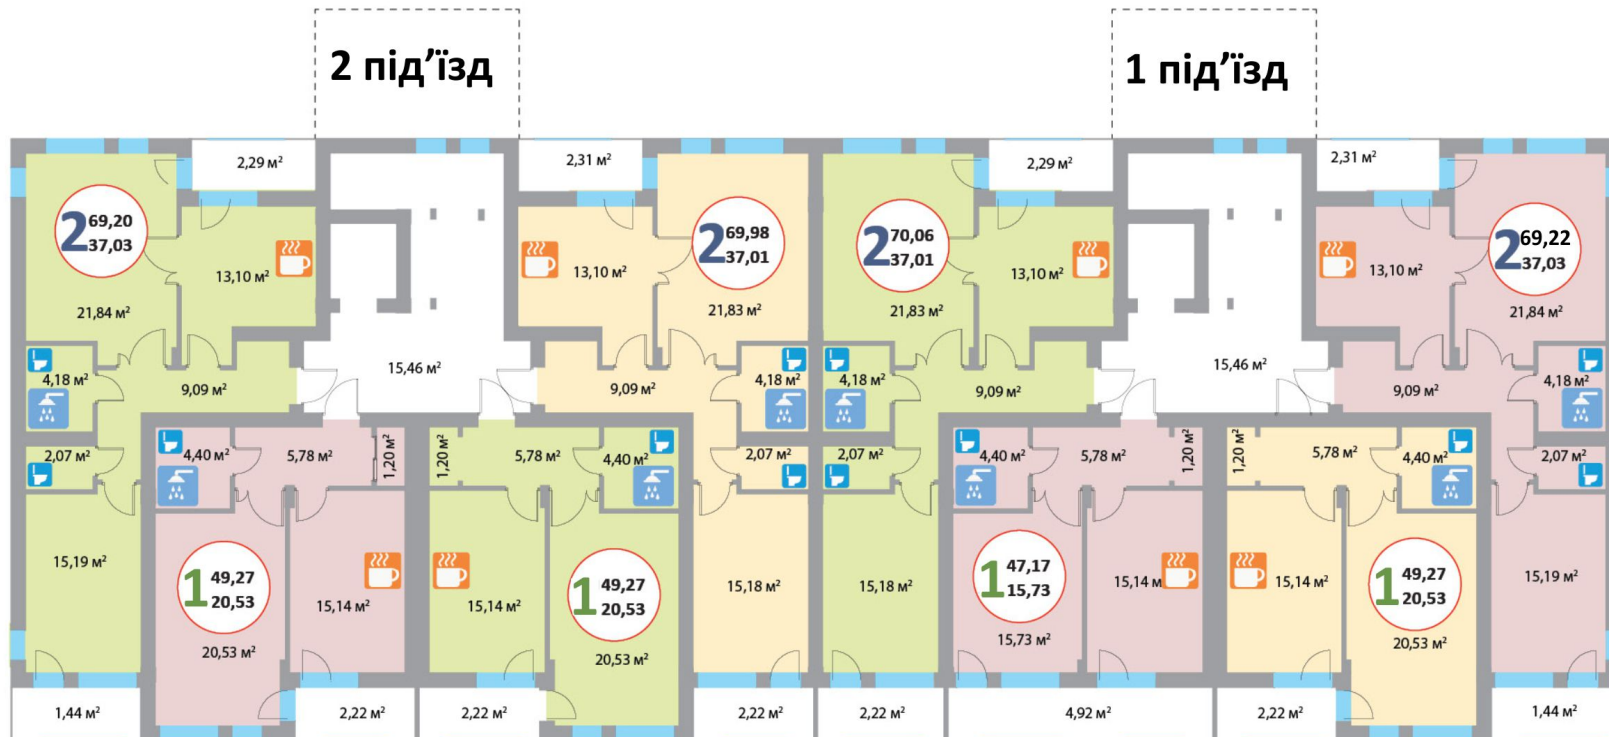 2 під’їзд
1 під’їзд
2,29 м²
2,31 м²
2,29 м²
2,31 м²
2 69,20
37,03
2 69,98
37,01
2 70,06
37,01
2 69,22
37,03
13,10 м²
13,10 м²
13,10 м²
13,10 м²
21,84 м²
21,83 м²
21,83 м²
21,84 м²
15,46 м²
15,46 м²
4,18 м²
9,09 м²
9,09 м²
4,18 м²
4,18 м²
9,09 м²
9,09 м²
4,18 м²
2,07 м²
4,40 м²
5,78 м²
1,20 м²
1,20 м²
5,78 м²
4,40 м²
2,07 м²
2,07 м²
4,40 м²
5,78 м²
1,20 м²
1,20 м²
5,78 м²
4,40 м²
2,07 м²
15,19 м²
1 49,27
20,53
15,14 м²
15,14 м²
1 49,27
20,53
15,18 м²
15,18 м²
1 47,17
15,73
15,14 м
15,14 м²
1 49,27
20,53
15,19 м²
20,53 м²
20,53 м²
15,73 м²
20,53 м²
1,44 м²
2,22 м²
2,22 м²
2,22 м²
2,22 м²
4,92 м²
2,22 м²
1,44 м²